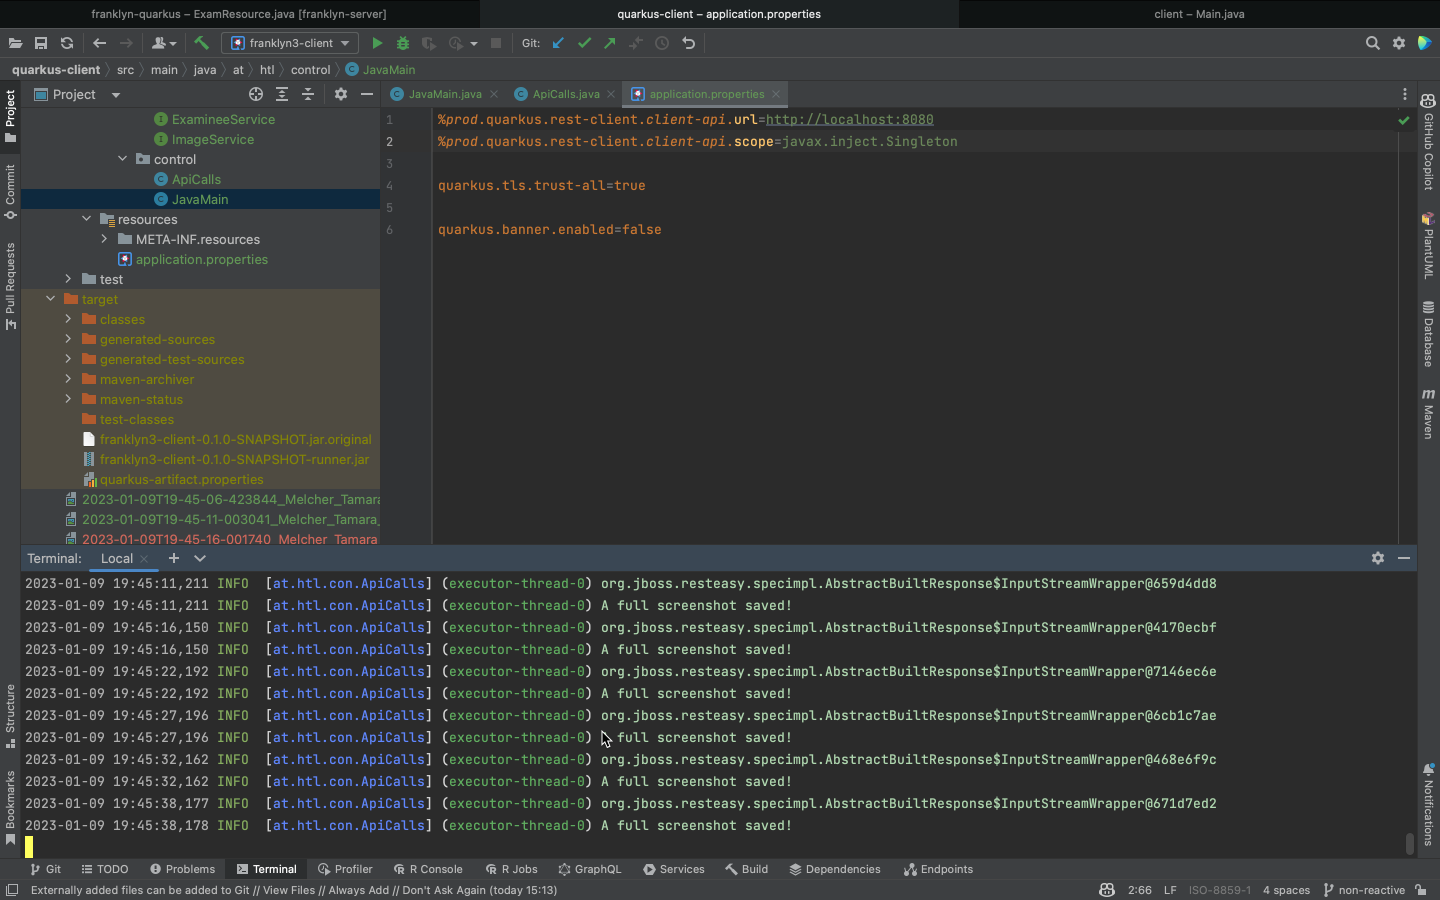 franklyn-quarkus – ExamResource.java [franklyn-server]
quarkus-client – application.properties
client – Main.java
franklyn3-client
Git:
quarkus-client
src
main
java
at
htl
control
JavaMain
Project
JavaMain.java
ApiCalls.java
application.properties
Project
Commit
Pull Requests
Structure
Bookmarks
ExamineeService
ImageService
control
ApiCalls
JavaMain
resources
META-INF.resources
application.properties
test
target
classes
generated-sources
generated-test-sources
maven-archiver
maven-status
test-classes
franklyn3-client-0.1.0-SNAPSHOT.jar.original
franklyn3-client-0.1.0-SNAPSHOT-runner.jar
quarkus-artifact.properties
2023-01-09T19-45-06-423844_Melcher_Tamara
2023-01-09T19-45-11-003041_Melcher_Tamara_
2023-01-09T19-45-16-001740_Melcher_Tamara
1 %prod.quarkus.rest-client.client-api.url=http://localhost:8080
2 %prod.quarkus.rest-client.client-api.scope=javax.inject.Singleton
3
4 quarkus.tls.trust-all=true
5
6 quarkus.banner.enabled=false
GitHub Copilot
PlantUML
Database
Maven
Notifications
Terminal:
Local
2023-01-09 19:45:11,211 INFO  [at.htl.con.ApiCalls] (executor-thread-0) org.jboss.resteasy.specimpl.AbstractBuiltResponse$InputStreamWrapper@659d4dd8
2023-01-09 19:45:11,211 INFO  [at.htl.con.ApiCalls] (executor-thread-0) A full screenshot saved!
2023-01-09 19:45:16,150 INFO  [at.htl.con.ApiCalls] (executor-thread-0) org.jboss.resteasy.specimpl.AbstractBuiltResponse$InputStreamWrapper@4170ecbf
2023-01-09 19:45:16,150 INFO  [at.htl.con.ApiCalls] (executor-thread-0) A full screenshot saved!
2023-01-09 19:45:22,192 INFO  [at.htl.con.ApiCalls] (executor-thread-0) org.jboss.resteasy.specimpl.AbstractBuiltResponse$InputStreamWrapper@7146ec6e
2023-01-09 19:45:22,192 INFO  [at.htl.con.ApiCalls] (executor-thread-0) A full screenshot saved!
2023-01-09 19:45:27,196 INFO  [at.htl.con.ApiCalls] (executor-thread-0) org.jboss.resteasy.specimpl.AbstractBuiltResponse$InputStreamWrapper@6cb1c7ae
2023-01-09 19:45:27,196 INFO  [at.htl.con.ApiCalls] (executor-thread-0) A full screenshot saved!
2023-01-09 19:45:32,162 INFO  [at.htl.con.ApiCalls] (executor-thread-0) org.jboss.resteasy.specimpl.AbstractBuiltResponse$InputStreamWrapper@468e6f9c
2023-01-09 19:45:32,162 INFO  [at.htl.con.ApiCalls] (executor-thread-0) A full screenshot saved!
2023-01-09 19:45:38,177 INFO  [at.htl.con.ApiCalls] (executor-thread-0) org.jboss.resteasy.specimpl.AbstractBuiltResponse$InputStreamWrapper@671d7ed2
2023-01-09 19:45:38,178 INFO  [at.htl.con.ApiCalls] (executor-thread-0) A full screenshot saved!
Git
TODO
Problems
Terminal
Profiler
R Console
R Jobs
GraphQL
Services
Build
Dependencies
Endpoints
Externally added files can be added to Git // View Files // Always Add // Don't Ask Again (today 15:13)
2:66
LF
ISO-8859-1
4 spaces
non-reactive